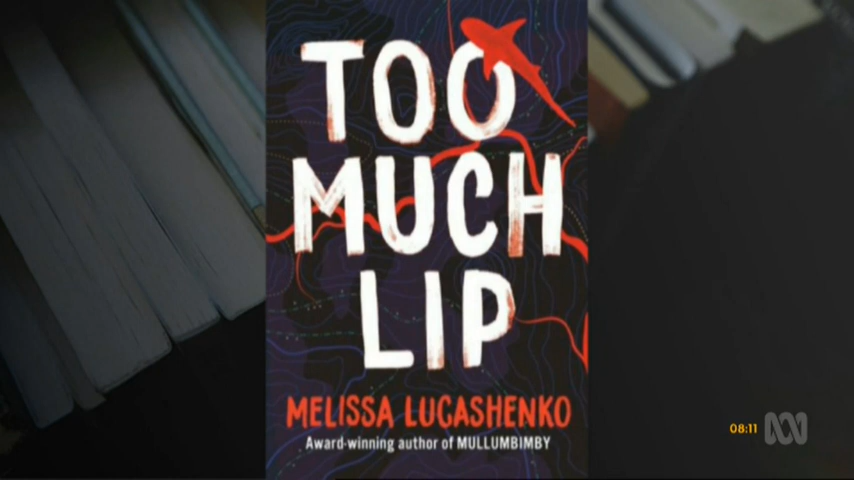 TOO
MUCH
LIP
MELISSA LUCASHENKO
Award-winning author of MULLUMBIMBY
08:11